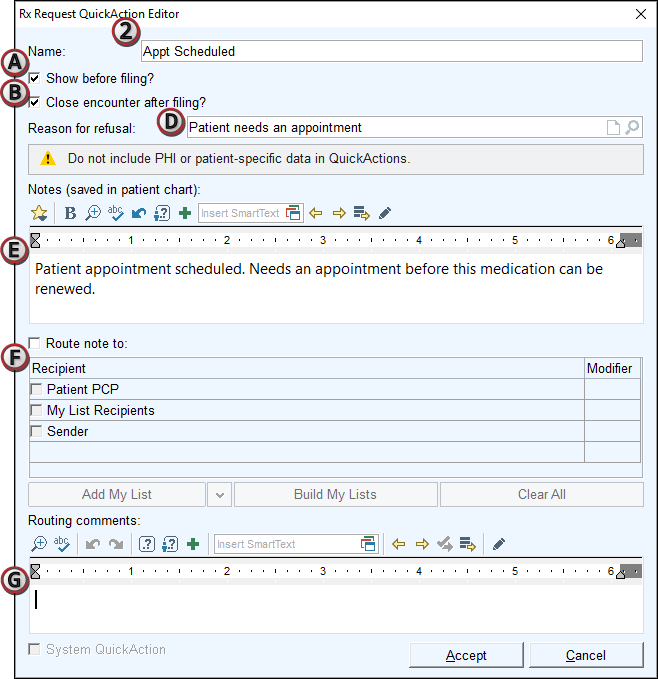 Rx Request QuickAction Editor
2
Name: Appt Scheduled
A
Show before filing?
B
Close encounter after filing?
D
Reason for refusal: Patient needs an appointment
Do not include PHI or patient-specific data in QuickActions.
Notes (saved in patient chart):
B abc ? Insert SmartText
1 2 3 4 5 6
E
Patient appointment scheduled. Needs an appointment before this medication can be
renewed.
Route note to:
F
Recipient Modifier
Patient PCP
My List Recipients
Sender
Add My List Build My Lists Clear All
Routing comments:
abc ? ? Insert SmartText
1 2 3 4 5 6
G
System QuickAction
Accept Cancel